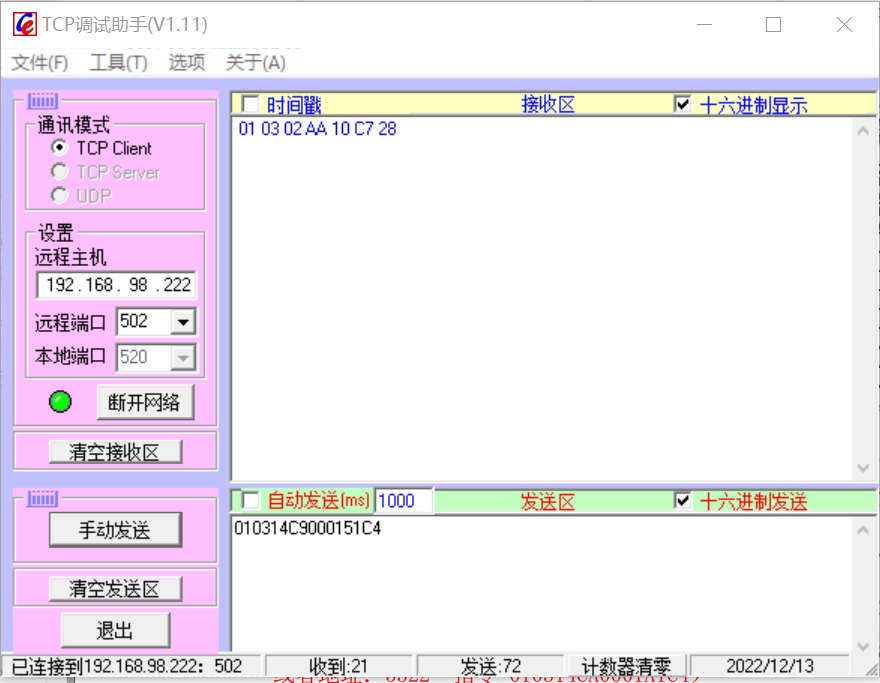 TCP调试助手(V1.11)
文件(F) 工具(T) 选项 关于(A)
通讯模式
TCP Client
TCP Server
UDP
设置
远程主机
192.168.98.222
远程端口 502
本地端口 520
断开网络
清空接收区
时间戳 接收区 十六进制显示
01 03 02 AA 10 C7 28
手动发送
清空发送区
退出
自动发送(ms) 1000 发送区 十六进制发送
010314C9000151C4
已连接到192.168.98.222：502 收到:21 发送:72 计数器清零 2022/12/13